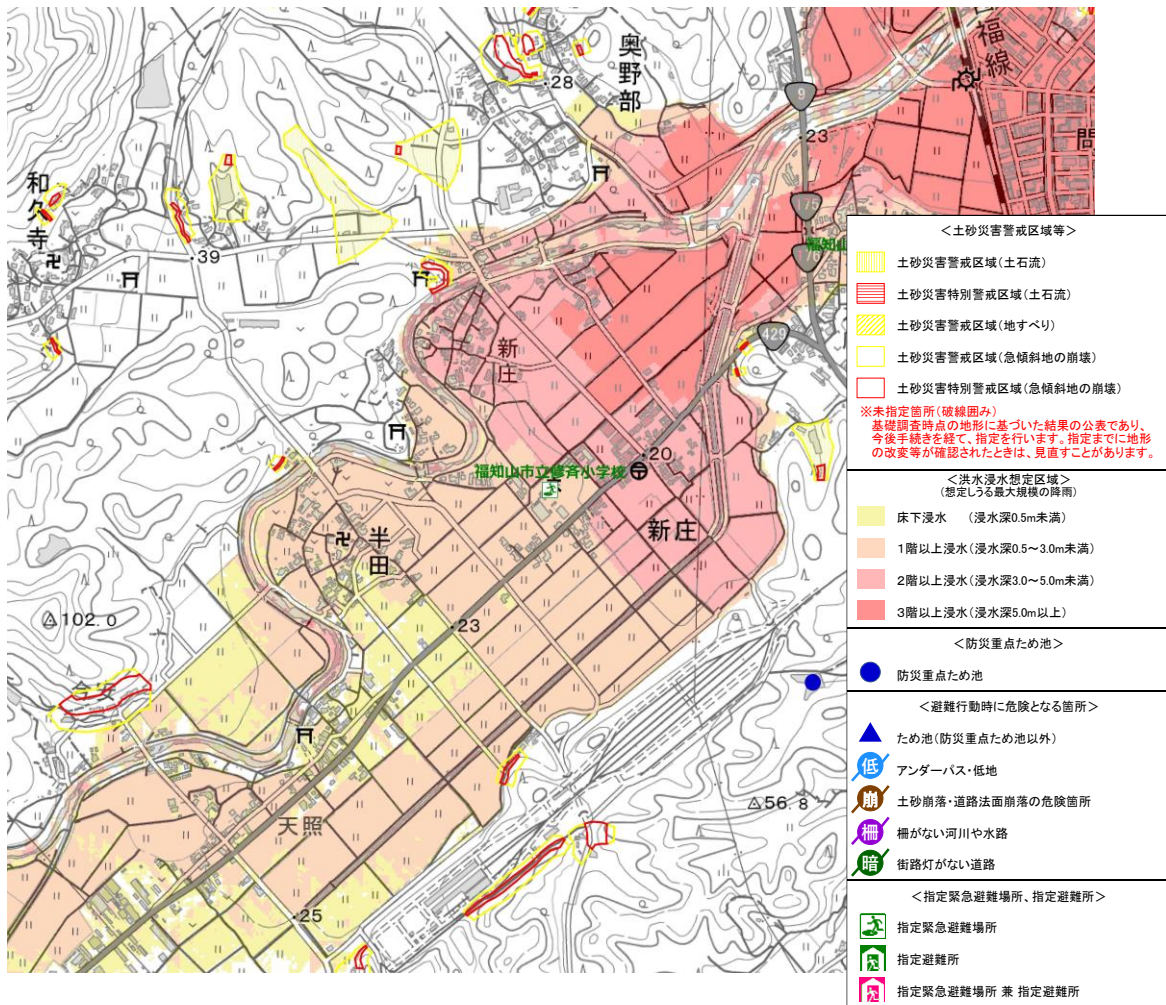 奥野部
福線
9
・28
・23
間
和久寺
175
・39
新庄
429
・20
福知山市立修斉小学校
新庄
半田
△102.0
・23
△56.8
天照
・25
＜土砂災害警戒区域等＞
土砂災害警戒区域(土石流)
土砂災害特別警戒区域(土石流)
土砂災害警戒区域(地すべり)
土砂災害警戒区域(急傾斜地の崩壊)
土砂災害特別警戒区域(急傾斜地の崩壊)
※未指定箇所(破線囲み)
基礎調査時点の地形に基づいた結果の公表であり、
今後手続きを経て、指定を行います。指定までに地形
の改変等が確認されたときは、見直すことがあります。
＜洪水浸水想定区域＞
(想定しうる最大規模の降雨)
床下浸水　(浸水深0.5m未満)
1階以上浸水(浸水深0.5～3.0m未満)
2階以上浸水(浸水深3.0～5.0m未満)
3階以上浸水(浸水深5.0m以上)
＜防災重点ため池＞
防災重点ため池
＜避難行動時に危険となる箇所＞
ため池(防災重点ため池以外)
低 アンダーパス・低地
崩 土砂崩落・道路法面崩落の危険箇所
柵 柵がない河川や水路
暗 街路灯がない道路
＜指定緊急避難場所、指定避難所＞
指定緊急避難場所
指定避難所
指定緊急避難場所 兼 指定避難所